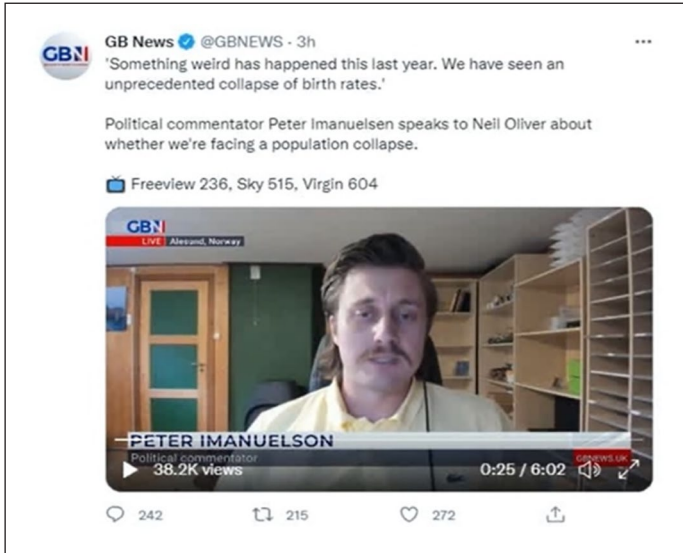 GBN
GB News @GBNEWS · 3h
'Something weird has happened this last year. We have seen an
unprecedented collapse of birth rates.'
Political commentator Peter Imanuelsen speaks to Neil Oliver about
whether we're facing a population collapse.
Freeview 236, Sky 515, Virgin 604
GBN
LIVE Alesund, Norway
PETER IMANUELSON
Political commentator
GBNEWS.UK
38.2K views
0:25 / 6:02
242 215 272